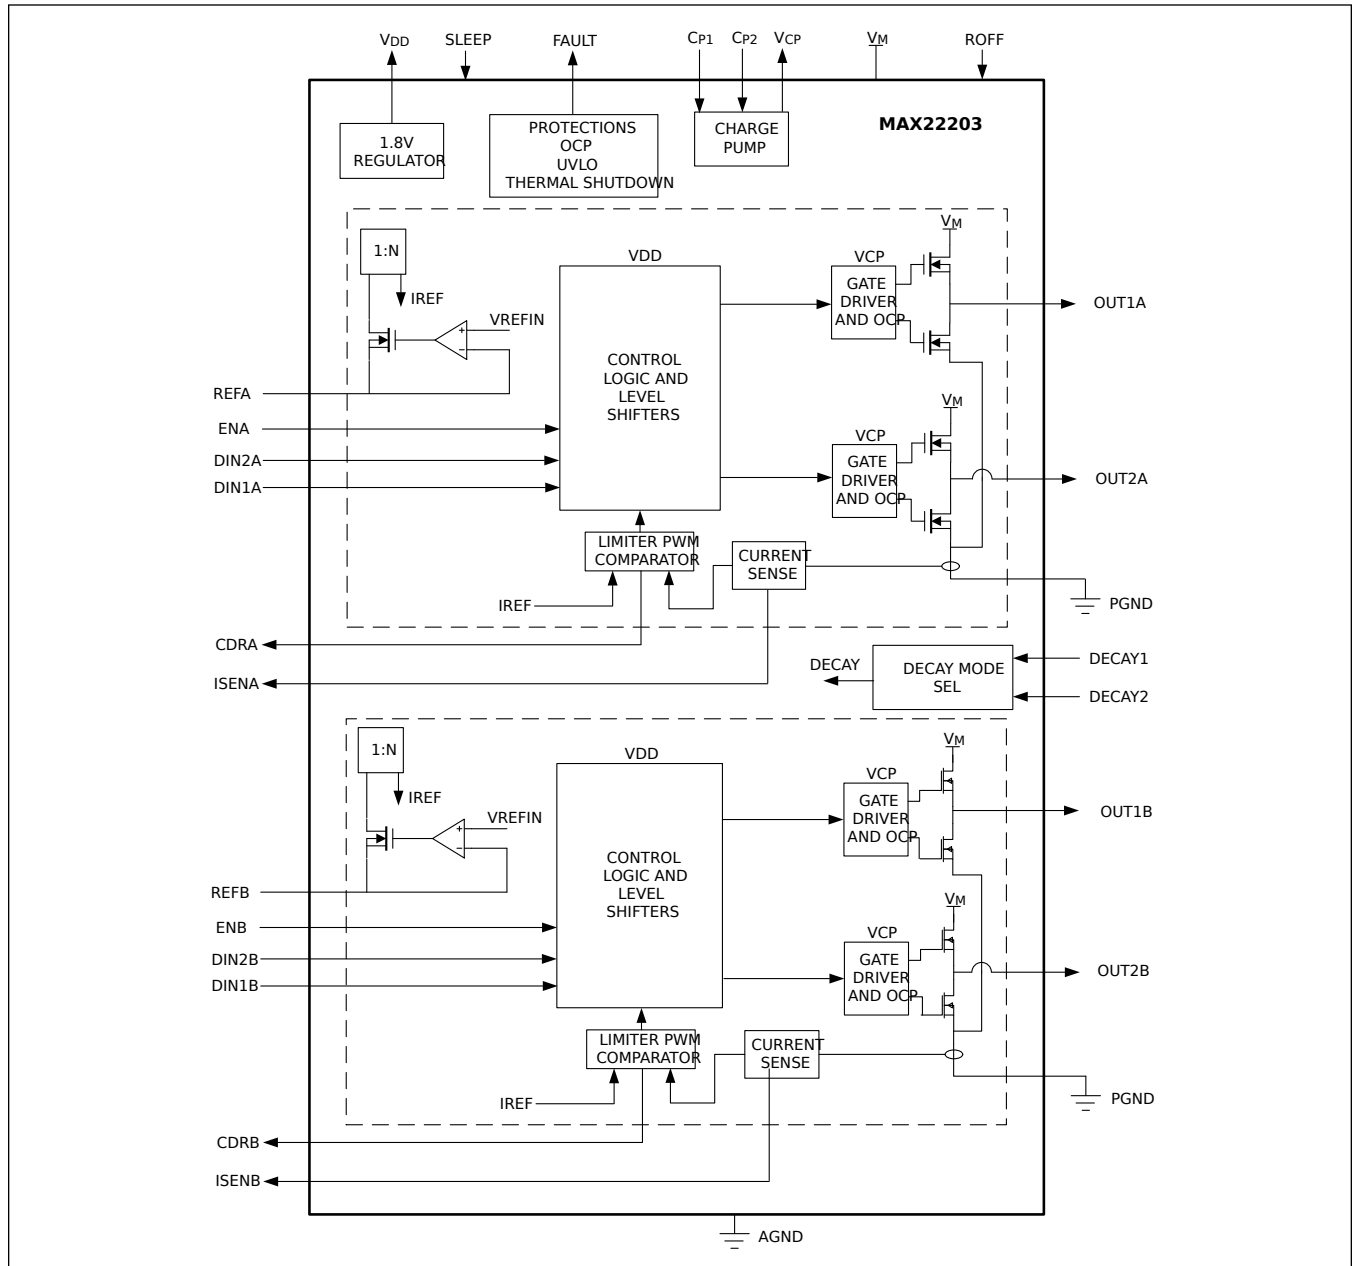 VDD
SLEEP
FAULT
CP1
CP2
VCP
VM
ROFF
MAX22203
1.8V
REGULATOR
PROTECTIONS
OCP
UVLO
THERMAL SHUTDOWN
CHARGE
PUMP
1:N
IREF
VREFIN
+
−
VDD
CONTROL
LOGIC AND
LEVEL
SHIFTERS
VCP
GATE
DRIVER
AND OCP
VM
OUT1A
REFA
ENA
DIN2A
DIN1A
VCP
GATE
DRIVER
AND OCP
VM
OUT2A
LIMITER PWM
COMPARATOR
CURRENT
SENSE
IREF
PGND
CDRA
ISENA
DECAY
DECAY MODE
SEL
DECAY1
DECAY2
1:N
IREF
VREFIN
+
−
VDD
CONTROL
LOGIC AND
LEVEL
SHIFTERS
VCP
GATE
DRIVER
AND OCP
VM
OUT1B
REFB
ENB
DIN2B
DIN1B
VCP
GATE
DRIVER
AND OCP
VM
OUT2B
LIMITER PWM
COMPARATOR
CURRENT
SENSE
IREF
PGND
CDRB
ISENB
AGND